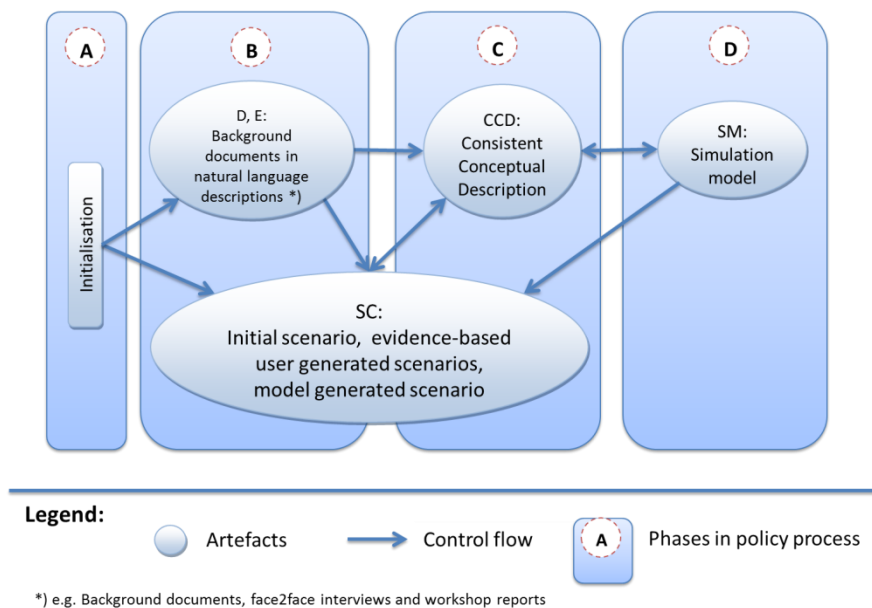 A
B
C
D
Initialisation
D, E:
Background
documents in
natural language
descriptions *)
CCD:
Consistent
Conceptual
Description
SM:
Simulation
model
SC:
Initial scenario, evidence-based
user generated scenarios,
model generated scenario
Legend:
Artefacts
Control flow
A
Phases in policy process
*) e.g. Background documents, face2face interviews and workshop reports